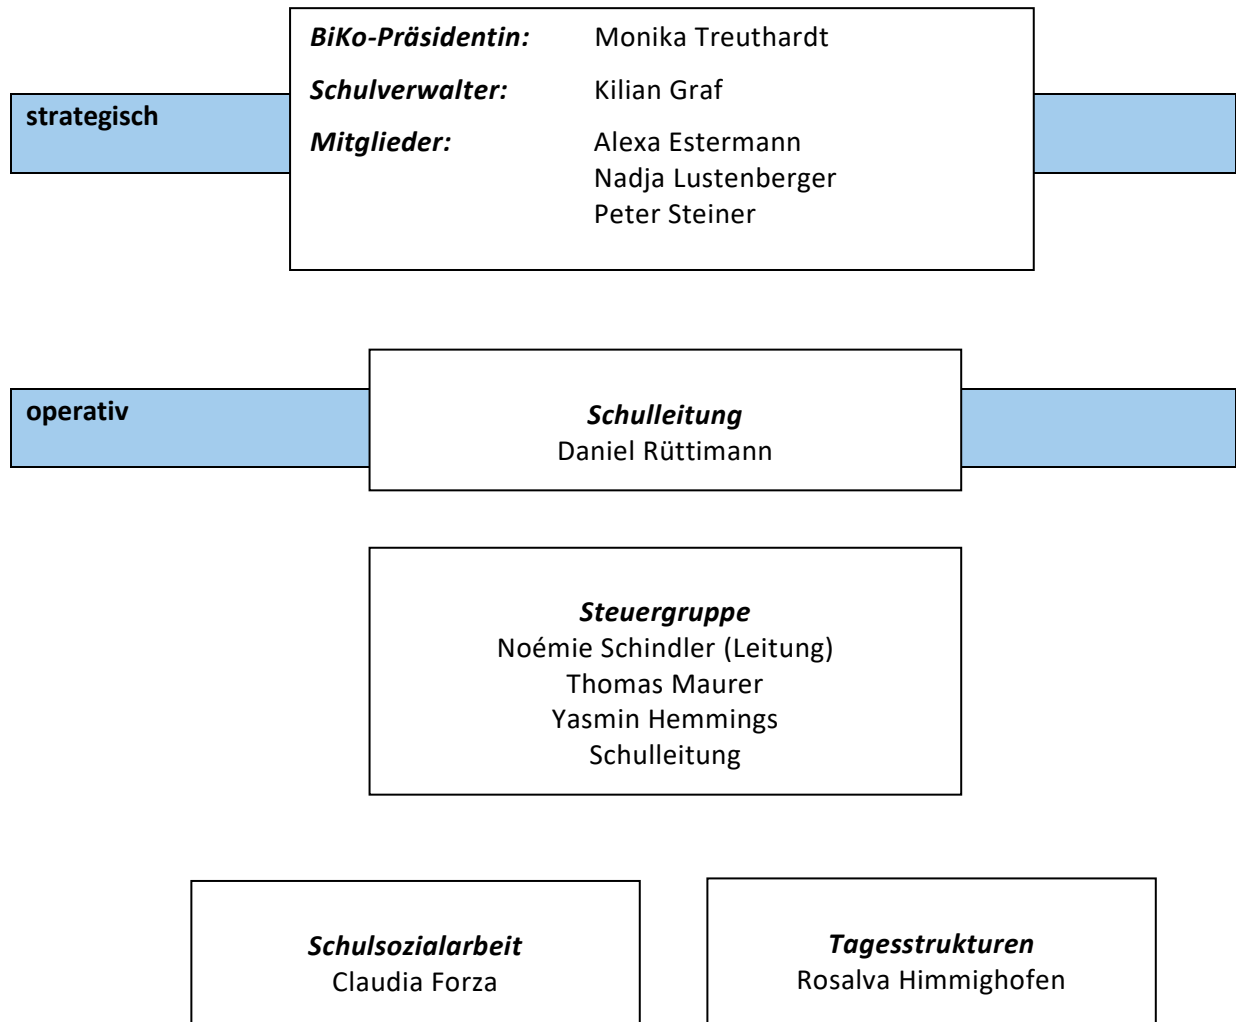 BiKo-Präsidentin: Monika Treuthardt
Schulverwalter: Kilian Graf
strategisch
Mitglieder: Alexa Estermann
Nadja Lustenberger
Peter Steiner
operativ
Schulleitung
Daniel Rüttimann
Steuergruppe
Noémie Schindler (Leitung)
Thomas Maurer
Yasmin Hemmings
Schulleitung
Schulsozialarbeit
Claudia Forza
Tagesstrukturen
Rosalva Himmighofen